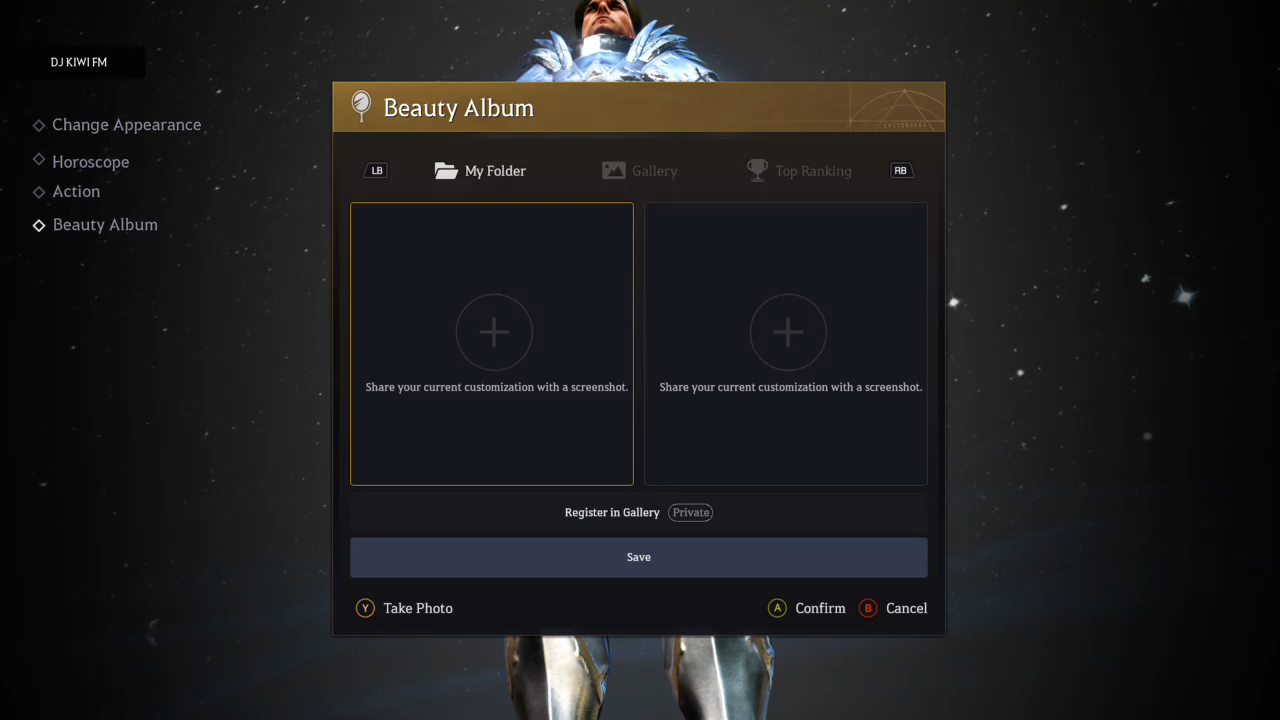 DJ KIWI FM
Change Appearance
Horoscope
Action
Beauty Album
Beauty Album
LB
My Folder
Gallery
Top Ranking
RB
Share your current customization with a screenshot.
Share your current customization with a screenshot.
Register in Gallery Private
Save
Y Take Photo
A Confirm
B Cancel